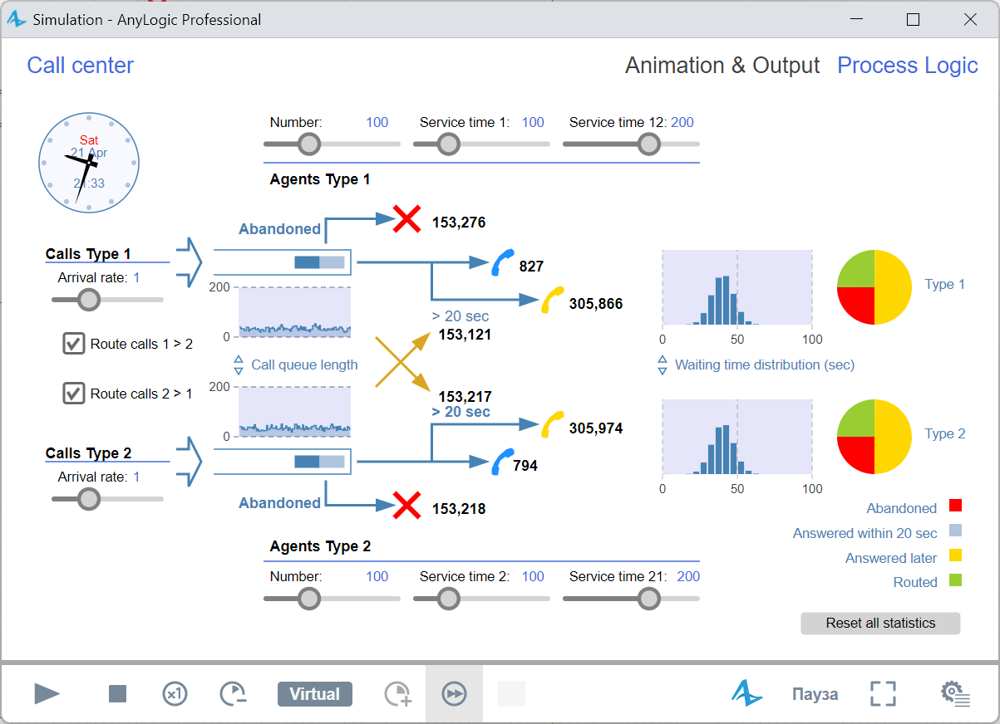 Simulation - AnyLogic Professional
Call center
Animation & Output Process Logic
Sat
21 Apr
21:33
Number: 100 Service time 1: 100 Service time 12: 200
Agents Type 1
Abandoned 153,276
Calls Type 1
Arrival rate: 1
827
305,866
> 20 sec
153,121
200
0
Route calls 1 > 2
Call queue length
Route calls 2 > 1
200
0
153,217
> 20 sec
305,974
794
Calls Type 2
Arrival rate: 1
Abandoned 153,218
0 50 100
Type 1
Waiting time distribution (sec)
0 50 100
Type 2
Abandoned
Answered within 20 sec
Answered later
Routed
Agents Type 2
Number: 100 Service time 2: 100 Service time 21: 200
Reset all statistics
x1 Virtual Пауза